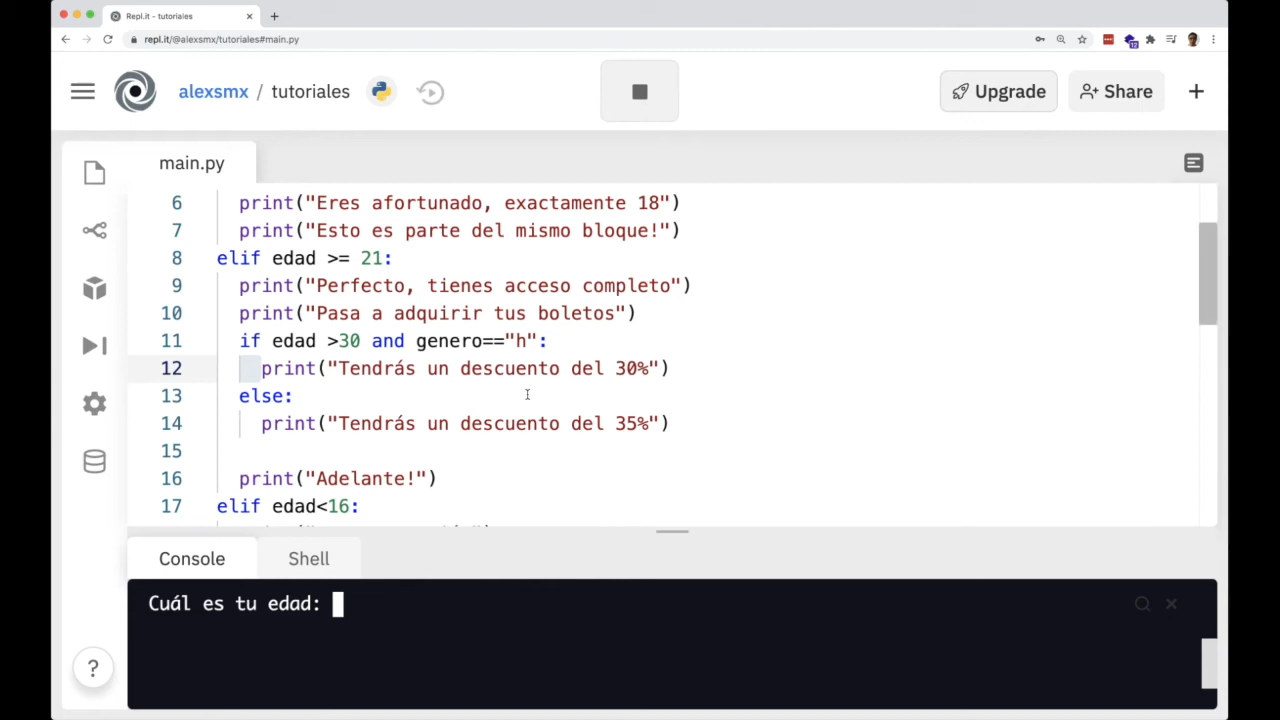 Repl.it - tutoriales
repl.it/@alexsmx/tutoriales#main.py
12
alexsmx / tutoriales
Upgrade
Share
main.py
6 print("Eres afortunado, exactamente 18")
7 print("Esto es parte del mismo bloque!")
8 elif edad >= 21:
9 print("Perfecto, tienes acceso completo")
10 print("Pasa a adquirir tus boletos")
11 if edad >30 and genero=="h":
12 print("Tendrás un descuento del 30%")
13 else:
14 print("Tendrás un descuento del 35%")
15
16 print("Adelante!")
17 elif edad<16:
Console Shell
Cuál es tu edad:
?